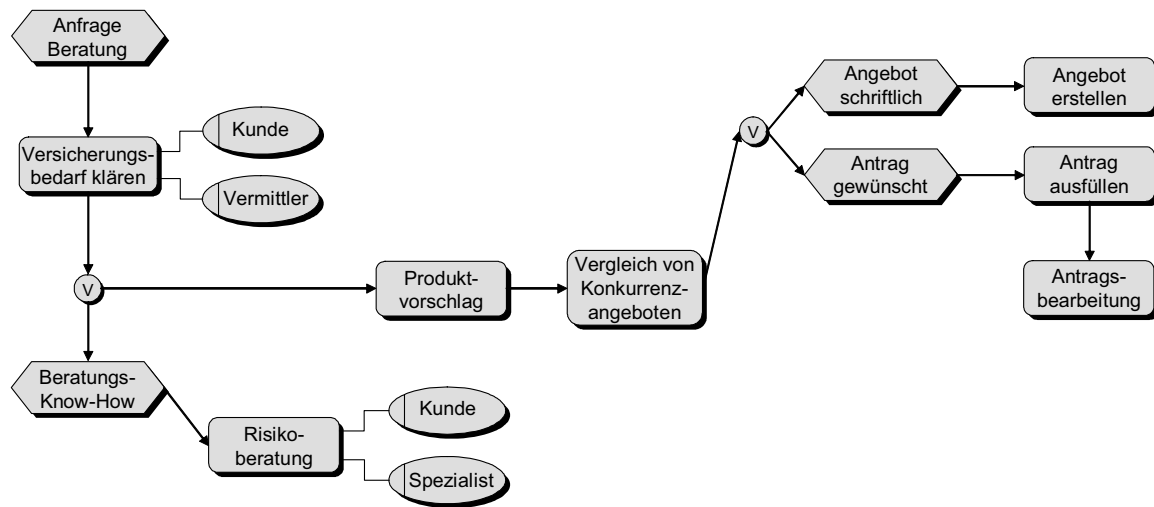 Anfrage
Beratung
Versicherungs-
bedarf klären
Kunde
Vermittler
V
Produkt-
vorschlag
Vergleich von
Konkurrenz-
angeboten
V
Angebot
schriftlich
Angebot
erstellen
Antrag
gewünscht
Antrag
ausfüllen
Antrags-
bearbeitung
Beratungs-
Know-How
Risiko-
beratung
Kunde
Spezialist